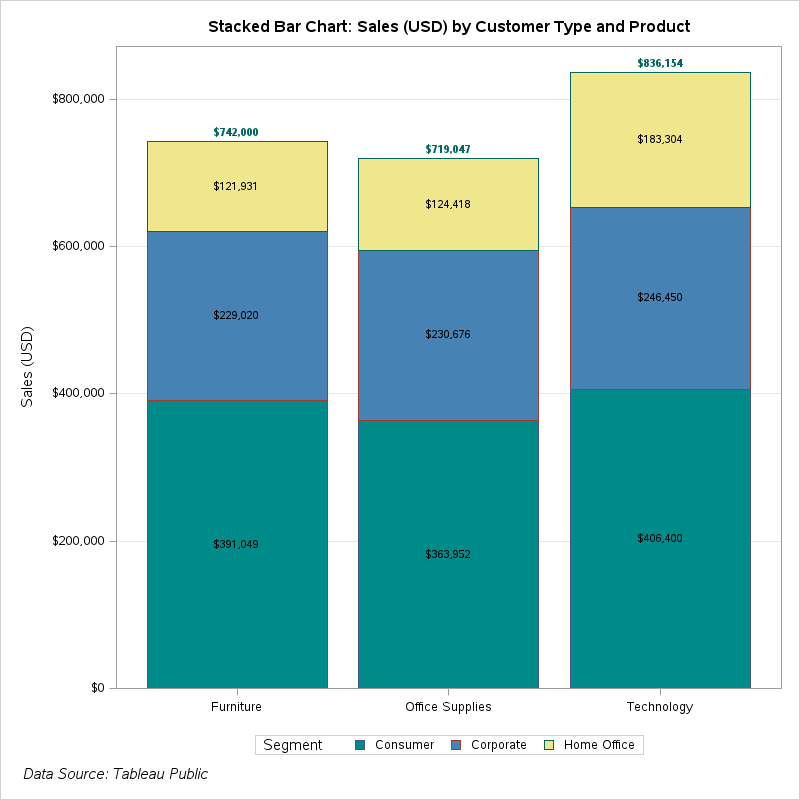 Stacked Bar Chart: Sales (USD) by Customer Type and Product
Sales (USD)
$800,000
$600,000
$400,000
$200,000
$0
$742,000
$121,931
$229,020
$391,049
$719,047
$124,418
$230,676
$363,952
$836,154
$183,304
$246,450
$406,400
Furniture
Office Supplies
Technology
Segment Consumer Corporate Home Office
Data Source: Tableau Public